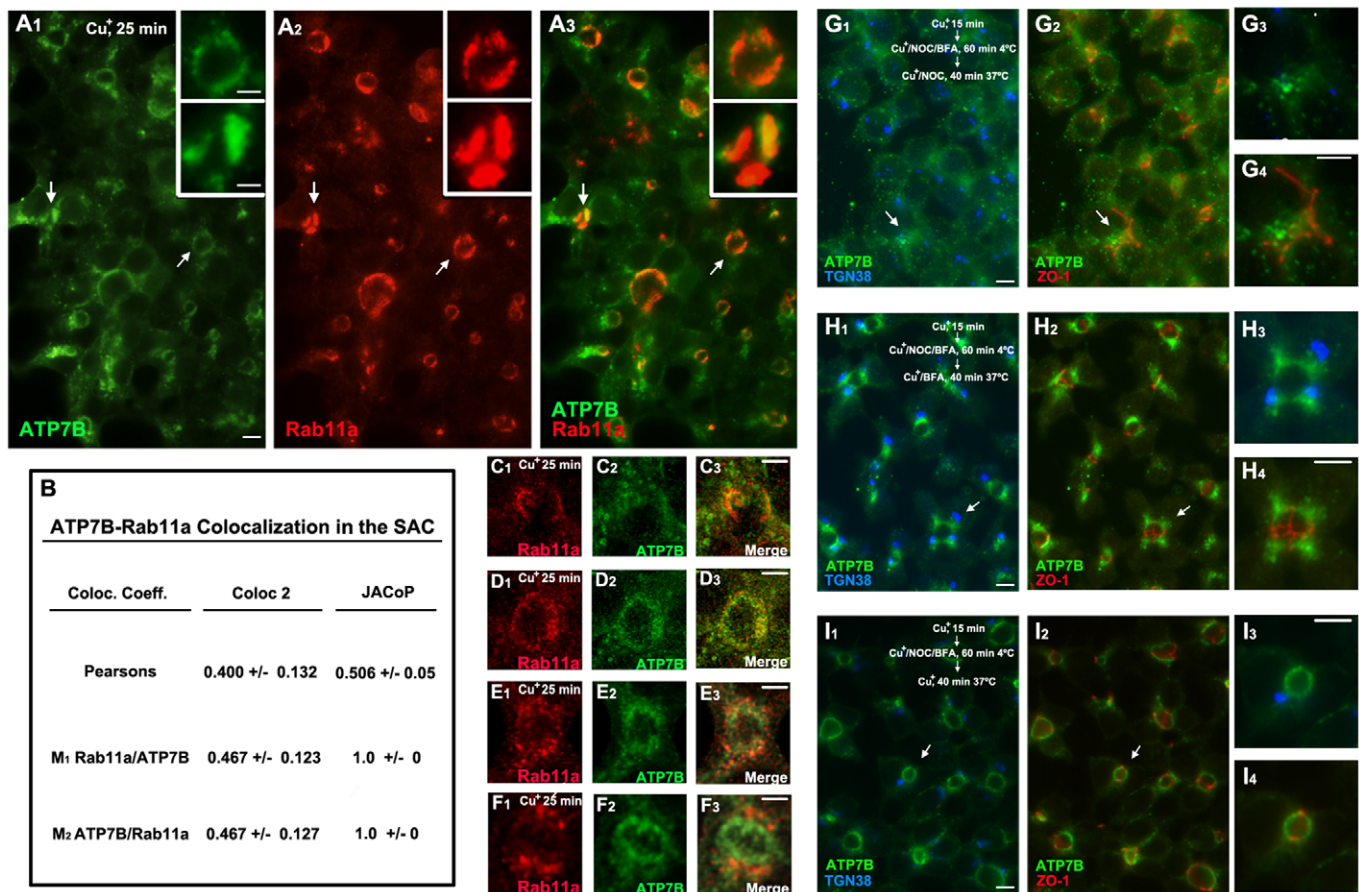 A1
Cu+, 25 min
ATP7B
A2
Rab11a
A3
ATP7B
Rab11a
B
ATP7B-Rab11a Colocalization in the SAC
Coloc. Coeff. Coloc 2 JACoP
Pearsons 0.400 +/- 0.132 0.506 +/- 0.05
M1 Rab11a/ATP7B 0.467 +/- 0.123 1.0 +/- 0
M2 ATP7B/Rab11a 0.467 +/- 0.127 1.0 +/- 0
C1 Cu+ 25 min
Rab11a
C2
ATP7B
C3
Merge
D1 Cu+ 25 min
Rab11a
D2
ATP7B
D3
Merge
E1 Cu+ 25 min
Rab11a
E2
ATP7B
E3
Merge
F1 Cu+ 25 min
Rab11a
F2
ATP7B
F3
Merge
G1
Cu+, 15 min
Cu+/NOC/BFA, 60 min 4ºC
Cu+/NOC, 40 min 37ºC
ATP7B
TGN38
G2
ATP7B
ZO-1
G3
G4
H1
Cu+, 15 min
Cu+/NOC/BFA, 60 min 4ºC
Cu+/BFA, 40 min 37ºC
ATP7B
TGN38
H2
ATP7B
ZO-1
H3
H4
I1
Cu+, 15 min
Cu+/NOC/BFA, 60 min 4ºC
Cu+, 40 min 37ºC
ATP7B
TGN38
I2
ATP7B
ZO-1
I3
I4